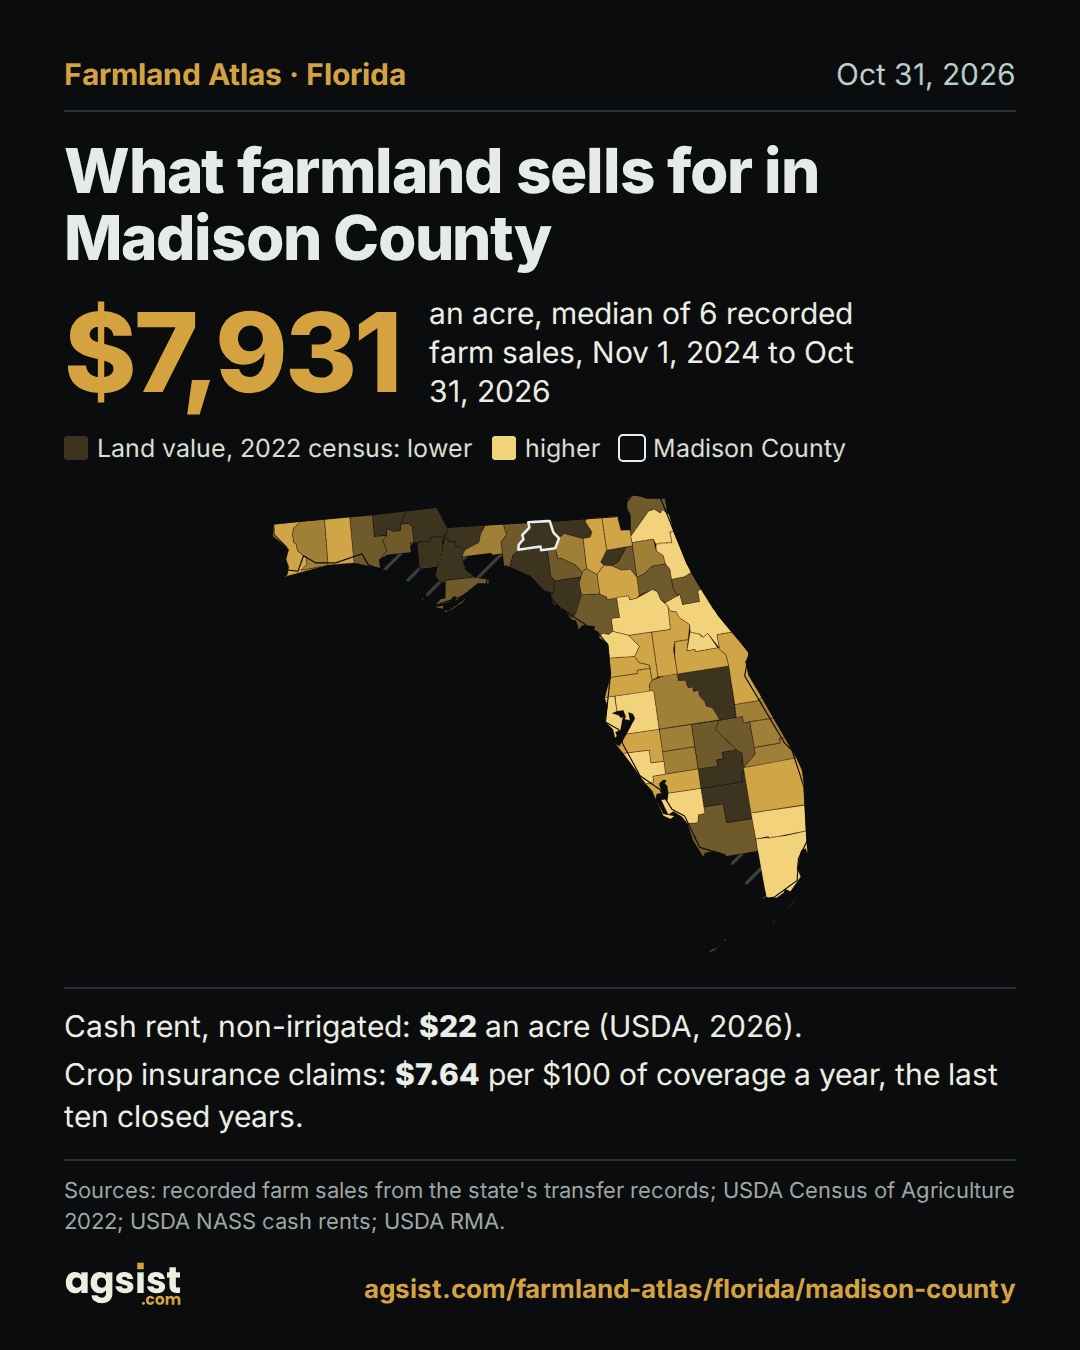 Farmland Atlas · Florida
Oct 31, 2026
What farmland sells for in
Madison County
$7,931
an acre, median of 6 recorded
farm sales, Nov 1, 2024 to Oct
31, 2026
Land value, 2022 census: lower
higher
Madison County
Cash rent, non-irrigated: $22 an acre (USDA, 2026).
Crop insurance claims: $7.64 per $100 of coverage a year, the last
ten closed years.
Sources: recorded farm sales from the state's transfer records; USDA Census of Agriculture
2022; USDA NASS cash rents; USDA RMA.
agsist
.com
agsist.com/farmland-atlas/florida/madison-county